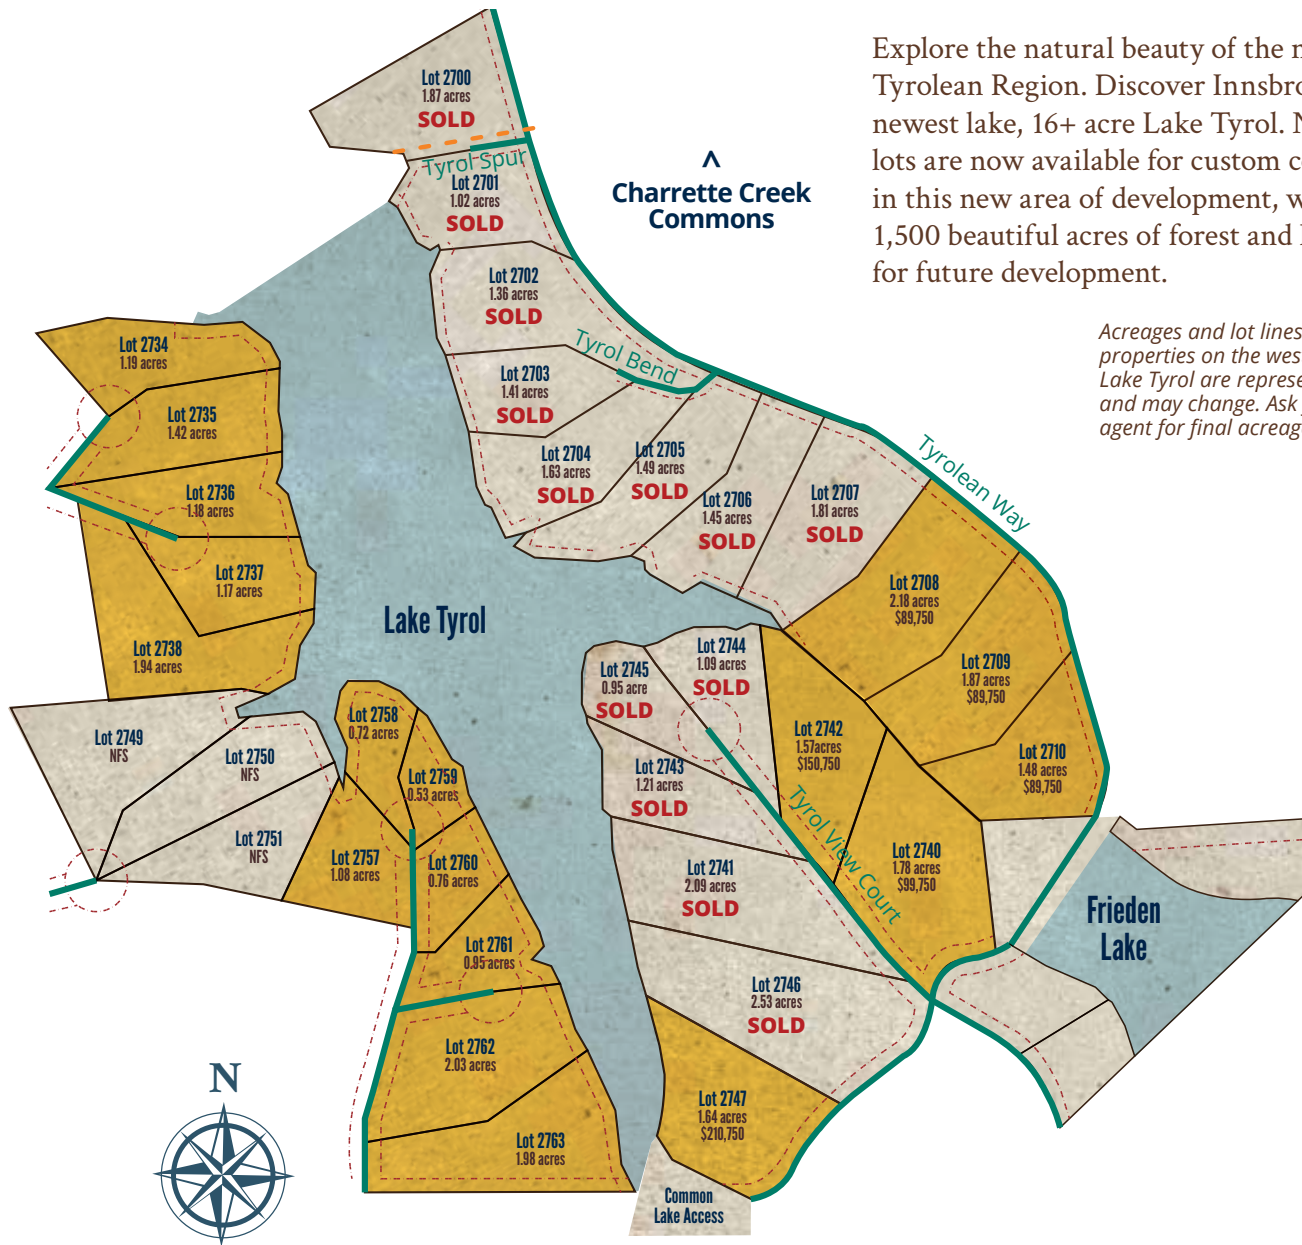 Explore the natural beauty of the
Tyrolean Region. Discover
newest lake, 16+ acre Lake Tyrol.
lots are now available for custom
in this new area of development,
1,500 beautiful acres of forest and
for future development.
Acreages and lot lines
properties on the
Lake Tyrol are
and may change. Ask
agent for final
^
Charrette Creek
Commons
Lot 2700
1.87 acres
SOLD
Tyrol Spur
Lot 2701
1.02 acres
SOLD
Lot 2702
1.36 acres
SOLD
Tyrol Bend
Lot 2703
1.41 acres
SOLD
Lot 2704
1.63 acres
SOLD
Lot 2705
1.49 acres
SOLD
Lot 2706
1.45 acres
SOLD
Lot 2707
1.81 acres
SOLD
Tyrolean Way
Lot 2708
2.18 acres
$89,750
Lot 2709
1.87 acres
$89,750
Lot 2710
1.48 acres
$89,750
Lot 2734
1.19 acres
Lot 2735
1.42 acres
Lot 2736
1.18 acres
Lot 2737
1.17 acres
Lot 2738
1.94 acres
Lake Tyrol
Lot 2744
1.09 acres
SOLD
Lot 2745
0.95 acre
SOLD
Lot 2742
1.57acres
$150,750
Lot 2743
1.21 acres
SOLD
Tyrol View Court
Lot 2740
1.78 acres
$99,750
Lot 2741
2.09 acres
SOLD
Lot 2746
2.53 acres
SOLD
Lot 2747
1.64 acres
$210,750
Frieden
Lake
Lot 2749
NFS
Lot 2750
NFS
Lot 2751
NFS
Lot 2758
0.72 acres
Lot 2759
0.53 acres
Lot 2757
1.08 acres
Lot 2760
0.76 acres
Lot 2761
0.95 acres
Lot 2762
2.03 acres
Lot 2763
1.98 acres
Common
Lake Access
N